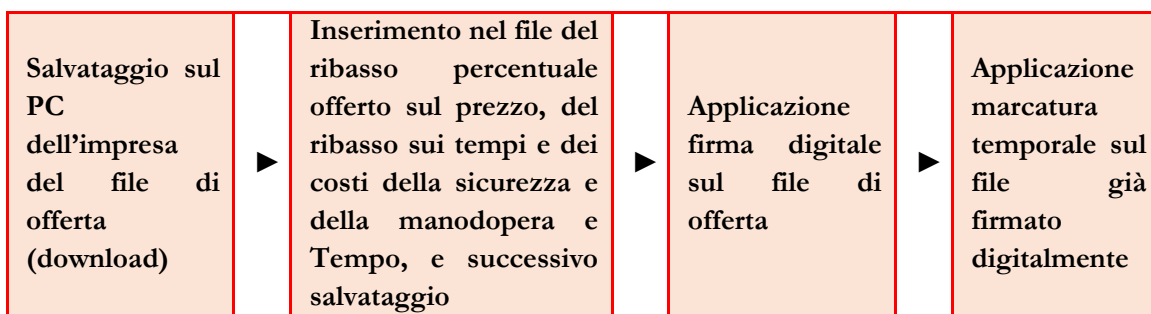 Salvataggio sul
PC
dell’impresa
del file di
offerta
(download)
►
Inserimento nel file del
ribasso percentuale
offerto sul prezzo, del
ribasso sui tempi e dei
costi della sicurezza e
della manodopera e
Tempo, e successivo
salvataggio
►
Applicazione
firma digitale
sul file di
offerta
►
Applicazione
marcatura
temporale sul
file già
firmato
digitalmente